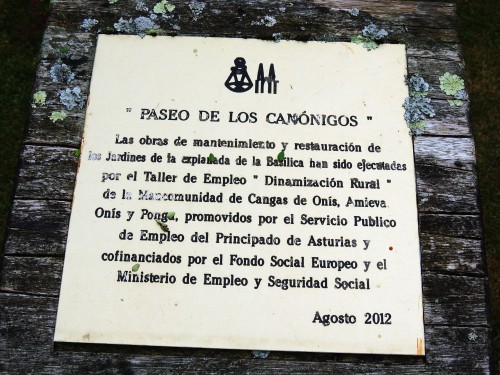 " PASEO DE LOS CANÓNIGOS "
Las obras de mantenimiento y restauración de
los Jardines de la explanada de la Basílica han sido ejecutadas
por el Taller de Empleo " Dinamización Rural "
de la Mancomunidad de Cangas de Onís, Amieva,
Onís y Ponga, promovidos por el Servicio Publico
de Empleo del Principado de Asturias y
cofinanciados por el Fondo Social Europeo y el
Ministerio de Empleo y Seguridad Social
Agosto 2012